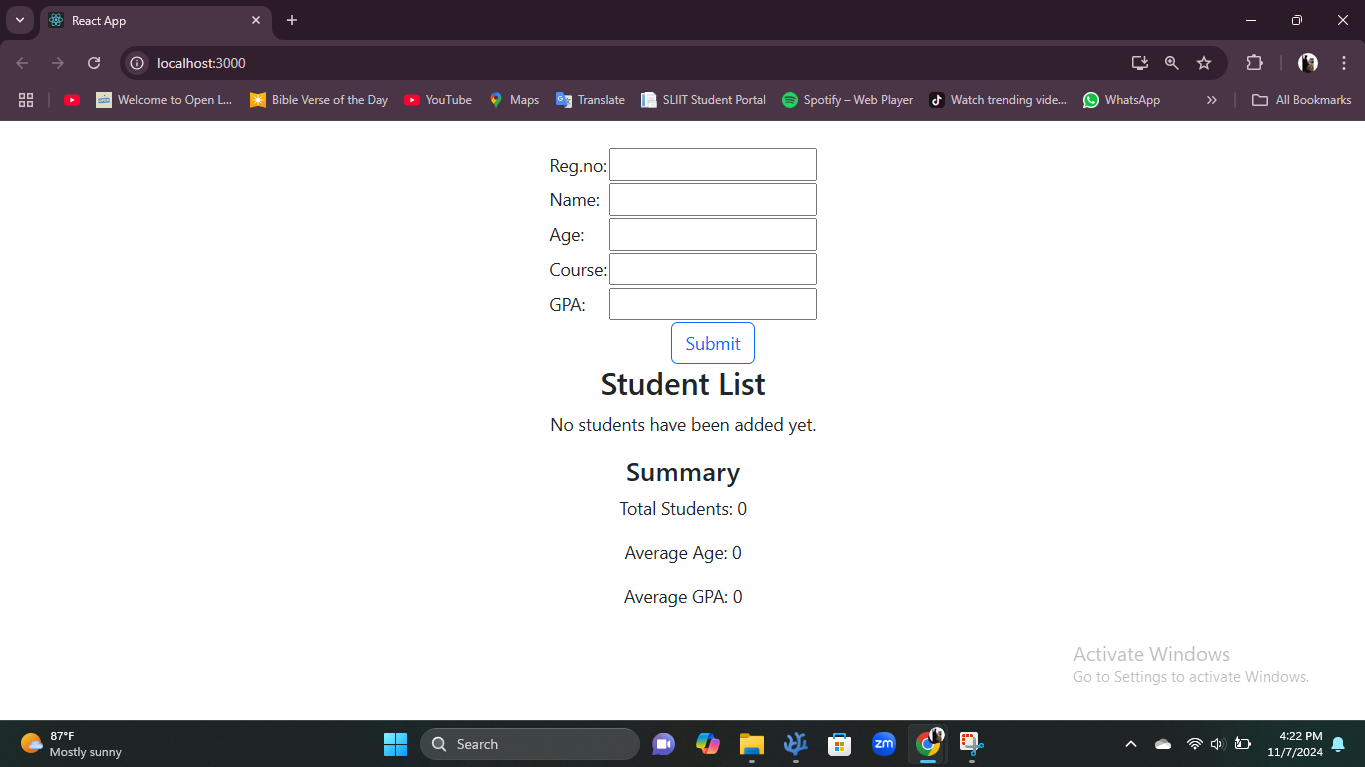 React App
localhost:3000
Welcome to Open L...
Bible Verse of the Day
YouTube
Maps
Translate
SLIIT Student Portal
Spotify – Web Player
Watch trending vide...
WhatsApp
All Bookmarks
Reg.no:
Name:
Age:
Course:
GPA:
Submit
Student List
No students have been added yet.
Summary
Total Students: 0
Average Age: 0
Average GPA: 0
Activate Windows
Go to Settings to activate Windows.
87°F
Mostly sunny
Search
zm
4:22 PM
11/7/2024